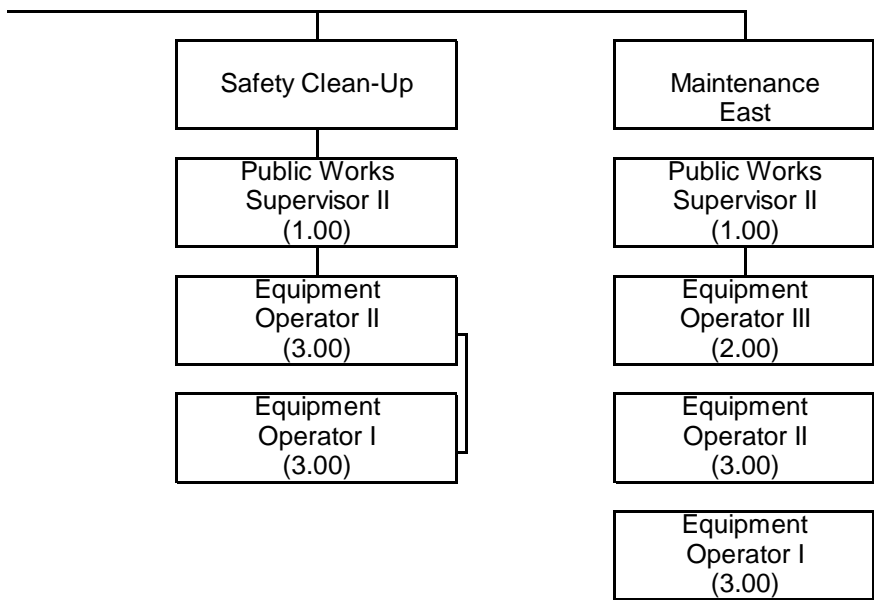 Safety Clean-Up
Public Works
Supervisor II
(1.00)
Equipment
Operator II
(3.00)
Equipment
Operator I
(3.00)
Maintenance
East
Public Works
Supervisor II
(1.00)
Equipment
Operator III
(2.00)
Equipment
Operator II
(3.00)
Equipment
Operator I
(3.00)